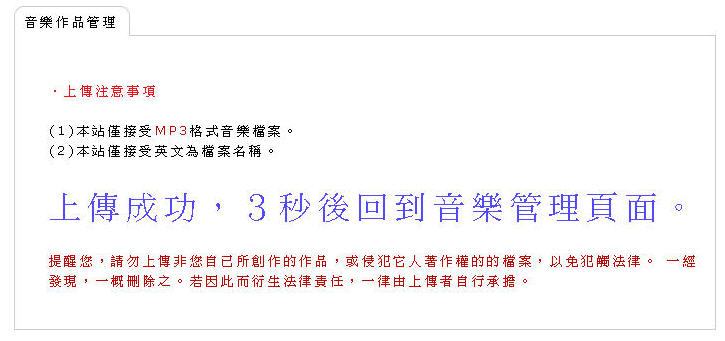 音樂作品管理
．上傳注意事項
(1)本站僅接受MP3格式音樂檔案。
(2)本站僅接受英文為檔案名稱。
上傳成功，３秒後回到音樂管理頁面。
提醒您，請勿上傳非您自己所創作的作品，或侵犯它人著作權的的檔案，以免犯觸法律。 一經
發現，一概刪除之。若因此而衍生法律責任，一律由上傳者自行承擔。